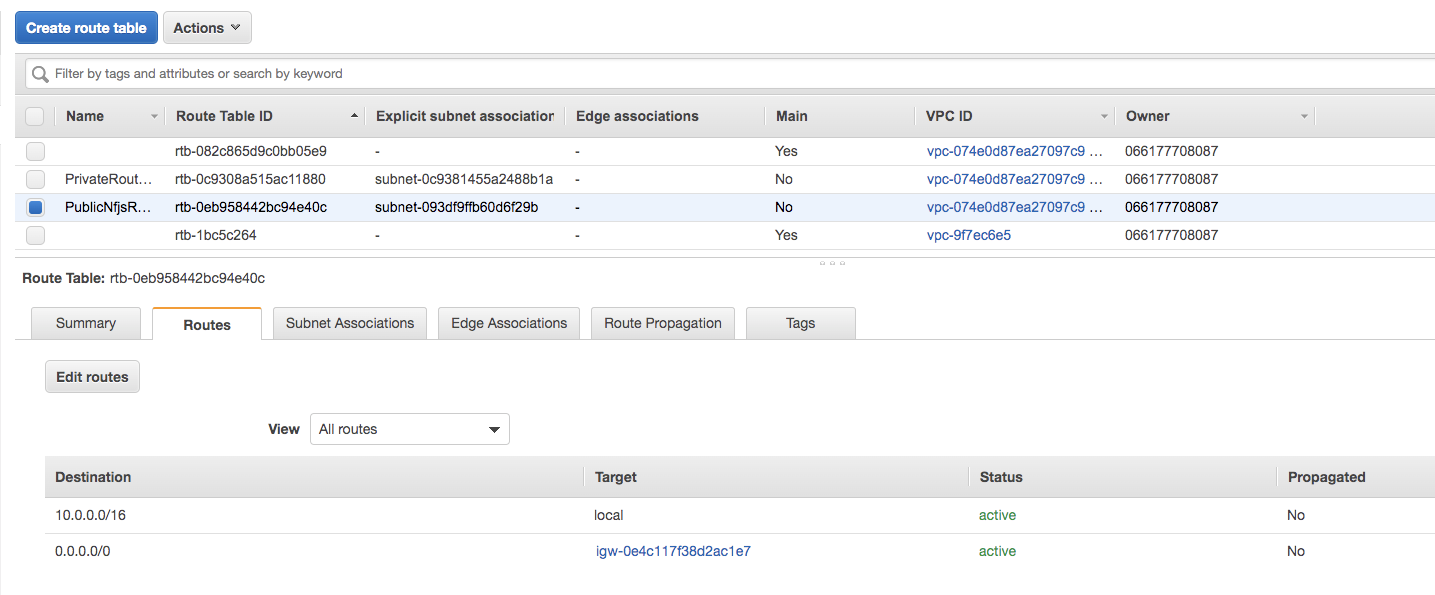 Create route table Actions
Filter by tags and attributes or search by keyword
Name Route Table ID Explicit subnet association Edge associations Main VPC ID Owner
rtb-082c865d9c0bb05e9 - - Yes vpc-074e0d87ea27097c9 ... 066177708087
PrivateRout... rtb-0c9308a515ac11880 subnet-0c9381455a2488b1a - No vpc-074e0d87ea27097c9 ... 066177708087
PublicNfjsR... rtb-0eb958442bc94e40c subnet-093df9ffb60d6f29b - No vpc-074e0d87ea27097c9 ... 066177708087
rtb-1bc5c264 - - Yes vpc-9f7ec6e5 066177708087
Route Table: rtb-0eb958442bc94e40c
Summary Routes Subnet Associations Edge Associations Route Propagation Tags
Edit routes
View All routes
Destination Target Status Propagated
10.0.0.0/16 local active No
0.0.0.0/0 igw-0e4c117f38d2ac1e7 active No